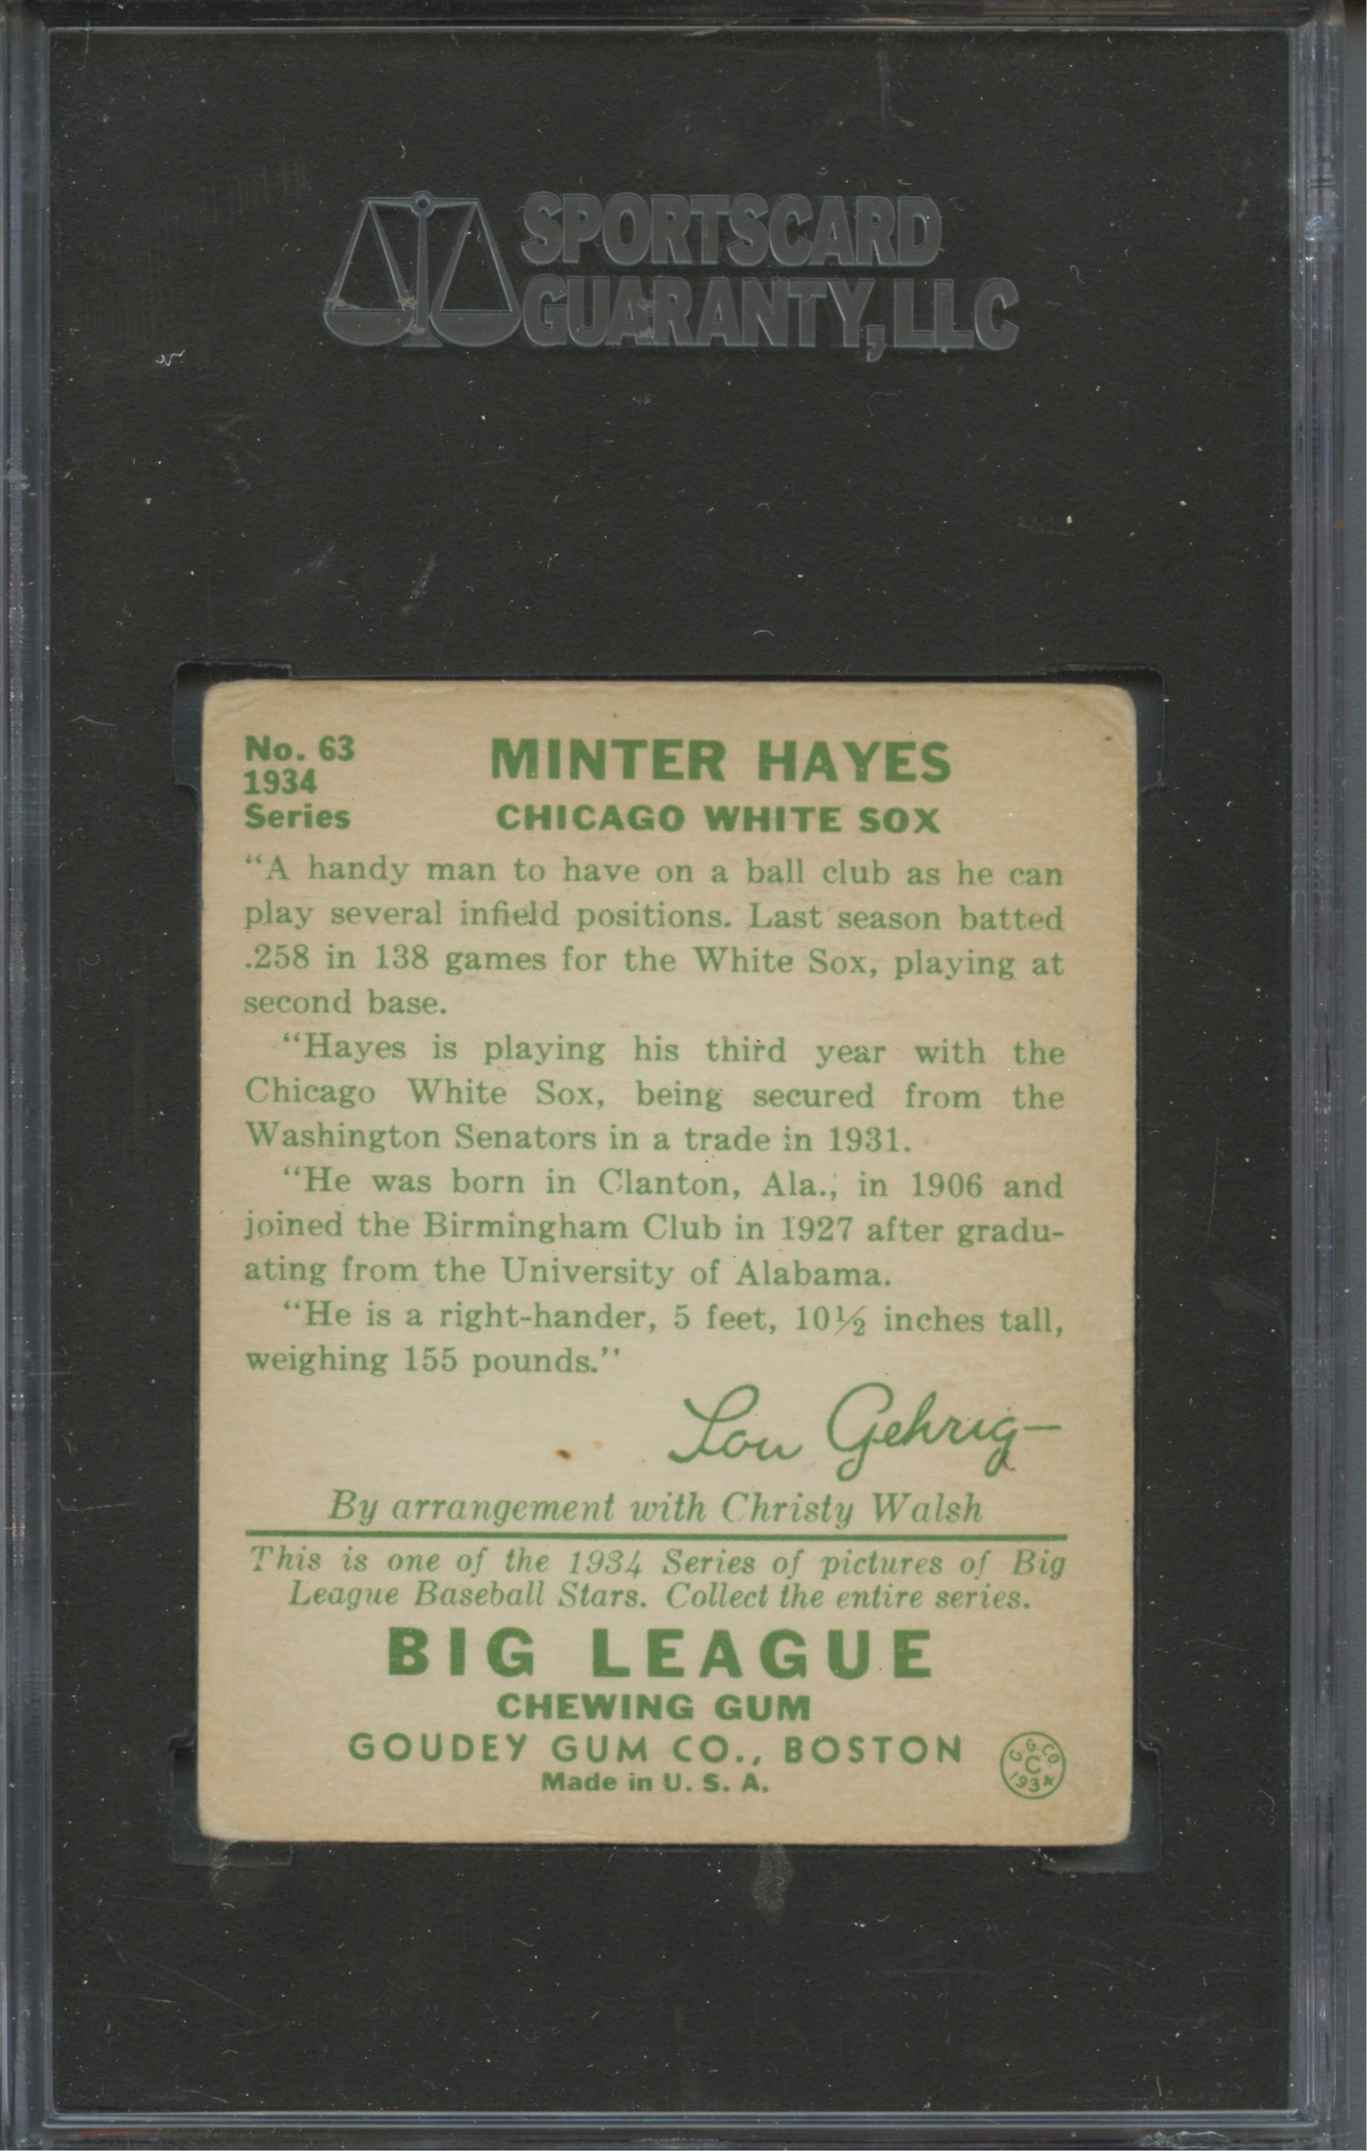 SPORTSCARD
GUARANTY, LLC
No. 63
1934
Series
MINTER HAYES
CHICAGO WHITE SOX
“A handy man to have on a ball club as he can
play several infield positions. Last season batted
.258 in 138 games for the White Sox, playing at
second base.
“Hayes is playing his third year with the
Chicago White Sox, being secured from the
Washington Senators in a trade in 1931.
“He was born in Clanton, Ala., in 1906 and
joined the Birmingham Club in 1927 after gradu-
ating from the University of Alabama.
“He is a right-hander, 5 feet, 10½ inches tall,
weighing 155 pounds.”
Lou Gehrig
By arrangement with Christy Walsh
This is one of the 1934 Series of pictures of Big
League Baseball Stars. Collect the entire series.
BIG LEAGUE
CHEWING GUM
GOUDEY GUM CO., BOSTON
Made in U. S. A.
G. G. CO.
C
1934